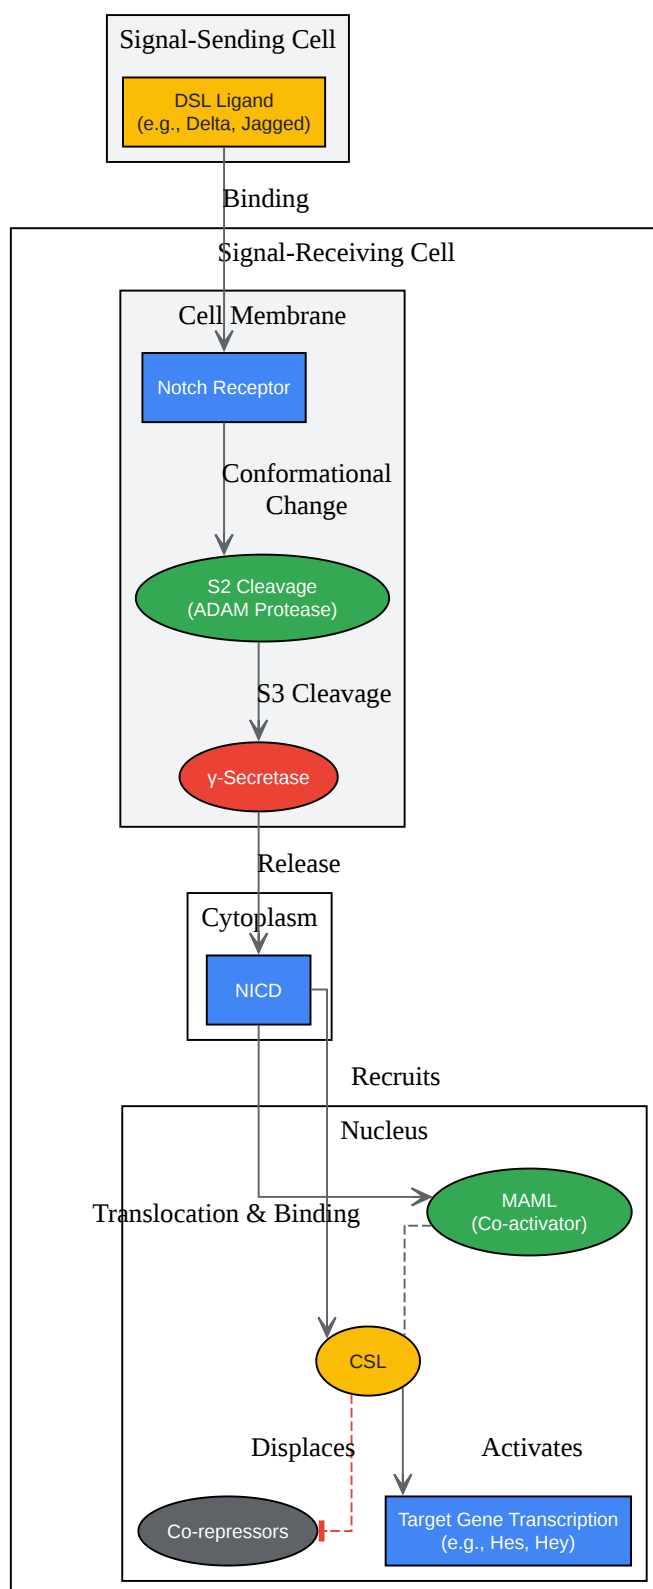 Signal-Sending Cell
DSL Ligand
(e.g., Delta, Jagged)
Binding
Signal-Receiving Cell
Cell Membrane
Notch Receptor
Conformational
Change
S2 Cleavage
(ADAM Protease)
S3 Cleavage
γ-Secretase
Release
Cytoplasm
NICD
Recruits
Nucleus
MAML
(Co-activator)
Translocation & Binding
CSL
Displaces
Activates
Co-repressors
Target Gene Transcription
(e.g., Hes, Hey)